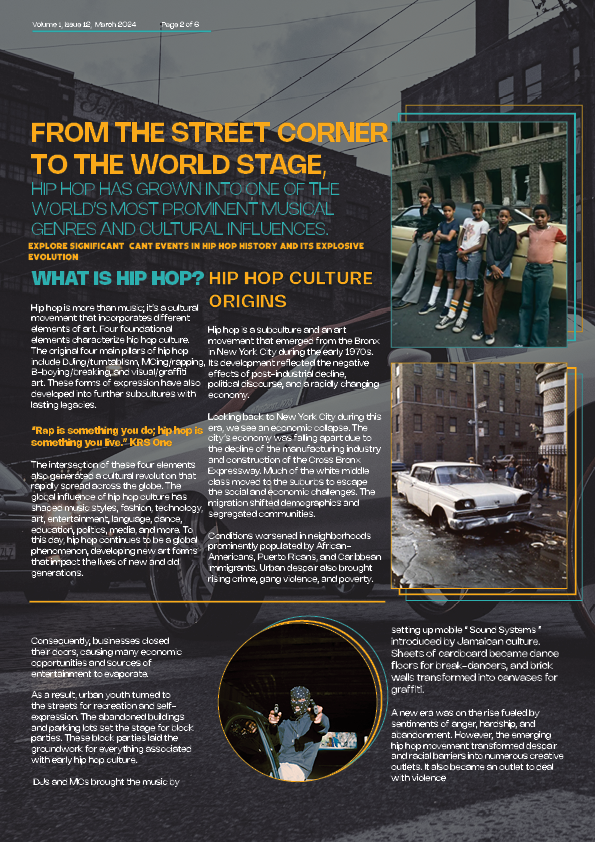 Volume 1, Issue 12, March 2024 Page 2 of 6
FROM THE STREET CORNER
TO THE WORLD STAGE,
HIP HOP HAS GROWN INTO ONE OF THE
WORLD'S MOST PROMINENT MUSICAL
GENRES AND CULTURAL INFLUENCES.
EXPLORE SIGNIFICANT CANT EVENTS IN HIP HOP HISTORY AND ITS EXPLOSIVE
EVOLUTION
WHAT IS HIP HOP?
Hip hop is more than music; it's a cultural
movement that incorporates different
elements of art. Four foundational
elements characterize hip hop culture.
The original four main pillars of hip hop
include DJing/turntablism, MCing/rapping,
B-boying/breaking, and visual/graffiti
art. These forms of expression have also
developed into further subcultures with
lasting legacies.
"Rap is something you do; hip hop is
something you live." KRS One
The intersection of these four elements
also generated a cultural revolution that
rapidly spread across the globe. The
global influence of hip hop culture has
shaped music styles, fashion, technology,
art, entertainment, language, dance,
education, politics, media, and more. To
this day, hip hop continues to be a global
phenomenon, developing new art forms
that impact the lives of new and old
generations.
HIP HOP CULTURE
ORIGINS
Hip hop is a subculture and an art
movement that emerged from the Bronx
in New York City during the early 1970s.
Its development reflected the negative
effects of post-industrial decline,
political discourse, and a rapidly changing
economy.
Looking back to New York City during this
era, we see an economic collapse. The
city's economy was falling apart due to
the decline of the manufacturing industry
and construction of the Cross Bronx
Expressway. Much of the white middle
class moved to the suburbs to escape
the social and economic challenges. The
migration shifted demographics and
segregated communities.
Conditions worsened in neighborhoods
prominently populated by African-
Americans, Puerto Ricans, and Caribbean
immigrants. Urban despair also brought
rising crime, gang violence, and poverty.
Consequently, businesses closed
their doors, causing many economic
opportunities and sources of
entertainment to evaporate.
As a result, urban youth turned to
the streets for recreation and self-
expression. The abandoned buildings
and parking lots set the stage for block
parties. These block parties laid the
groundwork for everything associated
with early hip hop culture.
DJs and MCs brought the music by
setting up mobile "Sound Systems"
introduced by Jamaican culture.
Sheets of cardboard became dance
floors for break-dancers, and brick
walls transformed into canvases for
graffiti.
A new era was on the rise fueled by
sentiments of anger, hardship, and
abandonment. However, the emerging
hip hop movement transformed despair
and racial barriers into numerous creative
outlets. It also became an outlet to deal
with violence